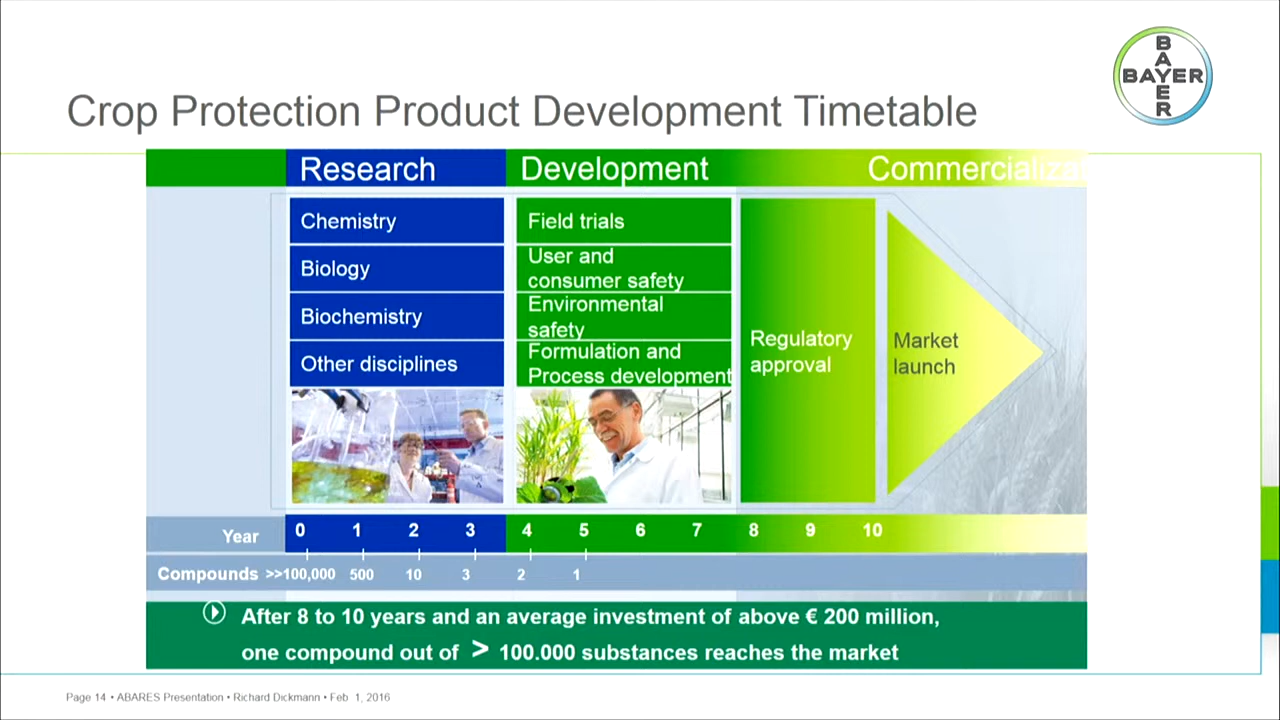 BAYER
BAYER
Crop Protection Product Development Timetable
Research
Development
Commercializat
Chemistry
Biology
Biochemistry
Other disciplines
Field trials
User and
consumer safety
Environmental
safety
Formulation and
Process development
Regulatory
approval
Market
launch
Year 0 1 2 3 4 5 6 7 8 9 10
Compounds >>100,000 500 10 3 2 1
After 8 to 10 years and an average investment of above € 200 million,
one compound out of > 100.000 substances reaches the market
Page 14 • ABARES Presentation • Richard Dickmann • Feb 1, 2016